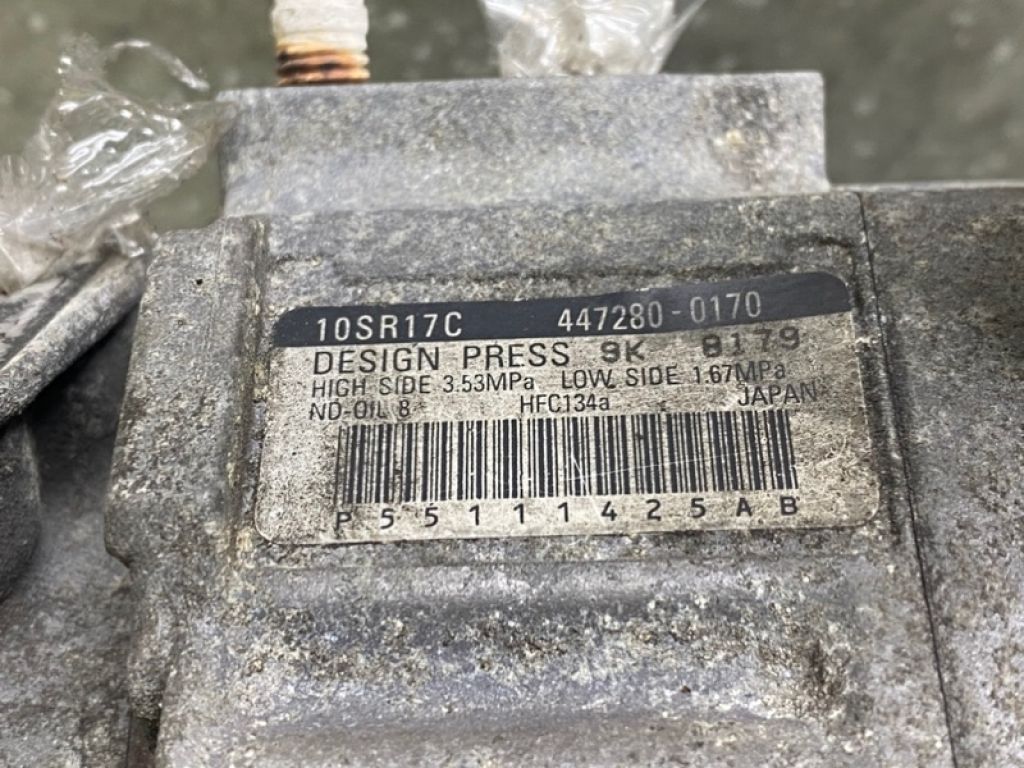 10SR17C 447280-0170
DESIGN PRESS 9K 8179
HIGH SIDE 3.53MPa LOW SIDE 1.67MPa
ND-OIL 8 HFC134a JAPAN
P55111425AB